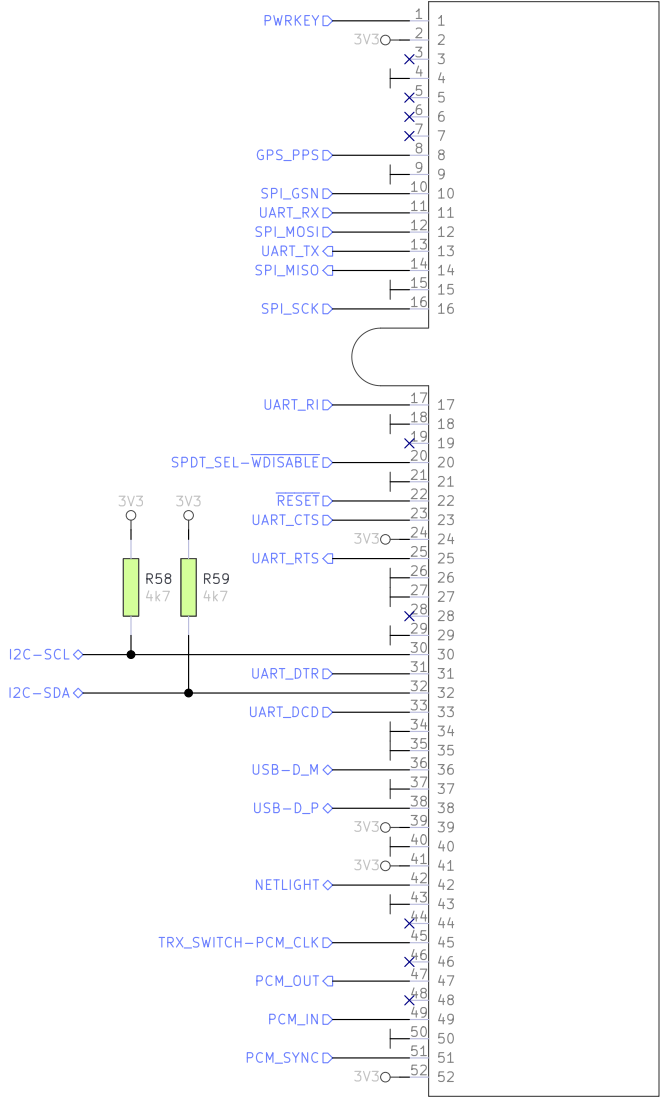 PWRKEY 1 1
3V3 2 2
3 3
4 4
5 5
6 6
7 7
GPS_PPS 8 8
9 9
SPI_GSN 10 10
UART_RX 11 11
SPI_MOSI 12 12
UART_TX 13 13
SPI_MISO 14 14
15 15
SPI_SCK 16 16
UART_RI 17 17
18 18
19 19
SPDT_SEL-WDISABLE 20 20
21 21
RESET 22 22
UART_CTS 23 23
3V3 24 24
UART_RTS 25 25
26 26
27 27
28 28
29 29
3V3 3V3
R58 R59
4k7 4k7
I2C-SCL 30 30
UART_DTR 31 31
I2C-SDA 32 32
UART_DCD 33 33
34 34
35 35
USB-D_M 36 36
37 37
USB-D_P 38 38
3V3 39 39
40 40
3V3 41 41
NETLIGHT 42 42
43 43
44 44
TRX_SWITCH-PCM_CLK 45 45
46 46
PCM_OUT 47 47
48 48
PCM_IN 49 49
50 50
PCM_SYNC 51 51
3V3 52 52